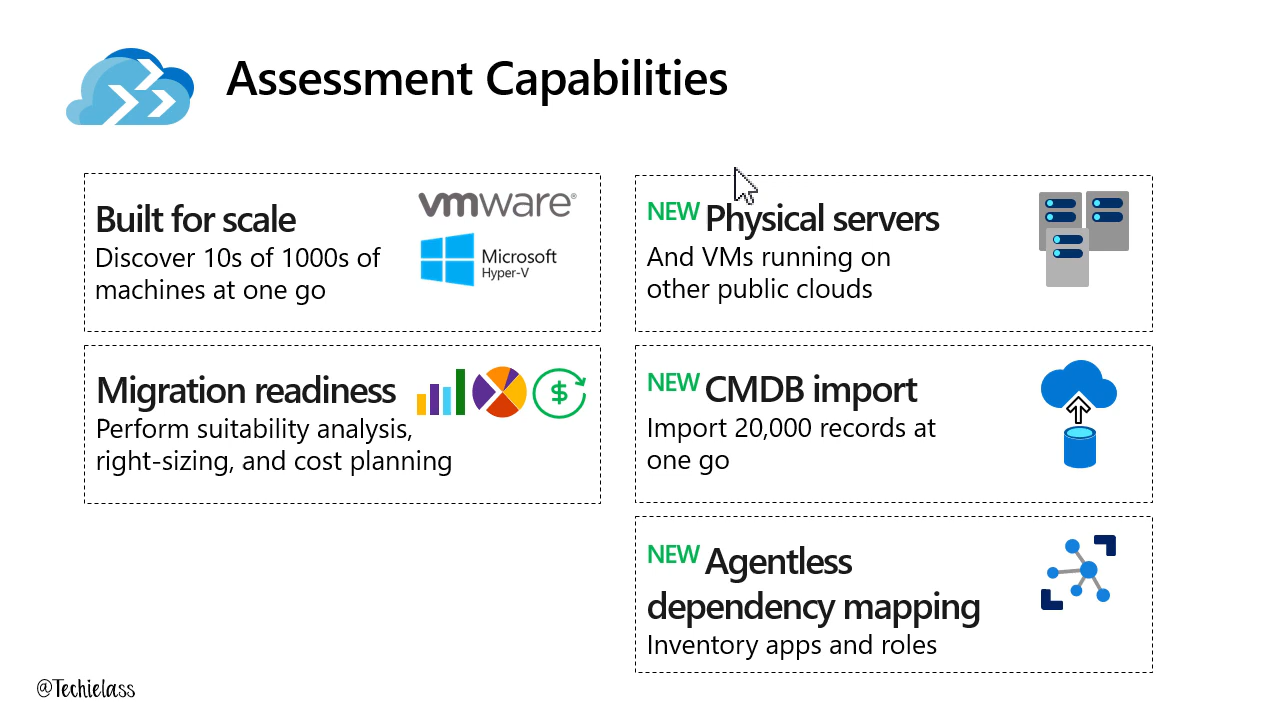 Assessment Capabilities
Built for scale
Discover 10s of 1000s of
machines at one go
vmware®
Microsoft
Hyper-V
Migration readiness
Perform suitability analysis,
right-sizing, and cost planning
$
NEW Physical servers
And VMs running on
other public clouds
NEW CMDB import
Import 20,000 records at
one go
NEW Agentless
dependency mapping
Inventory apps and roles
@Techielass